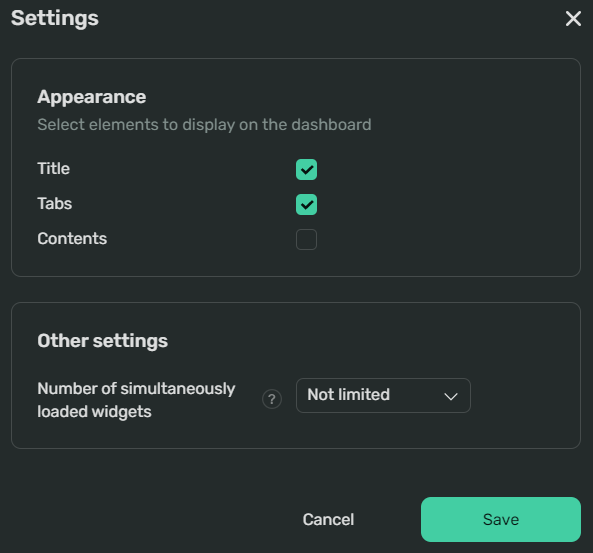 Settings
Appearance
Select elements to display on the dashboard
Title
Tabs
Contents
Other settings
Number of simultaneously
loaded widgets
?
Not limited
Cancel
Save